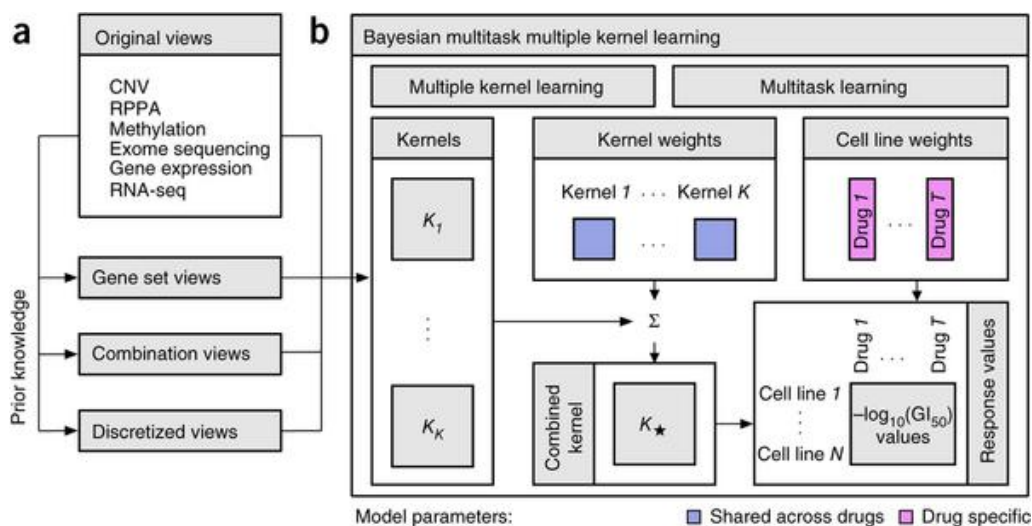 a
Original views
CNV
RPPA
Methylation
Exome sequencing
Gene expression
RNA-seq
Prior knowledge
Gene set views
Combination views
Discretized views
b
Bayesian multitask multiple kernel learning
Multiple kernel learning
Multitask learning
Kernels
K1
⋮
KK
Kernel weights
Kernel 1 . . . Kernel K
. . .
Σ
Combined
kernel
K★
Cell line weights
Drug 1 . . . Drug T
Drug 1 . . . Drug T
Cell line 1
⋮
Cell line N
–log10(GI50)
values
Response values
Model parameters: Shared across drugs Drug specific